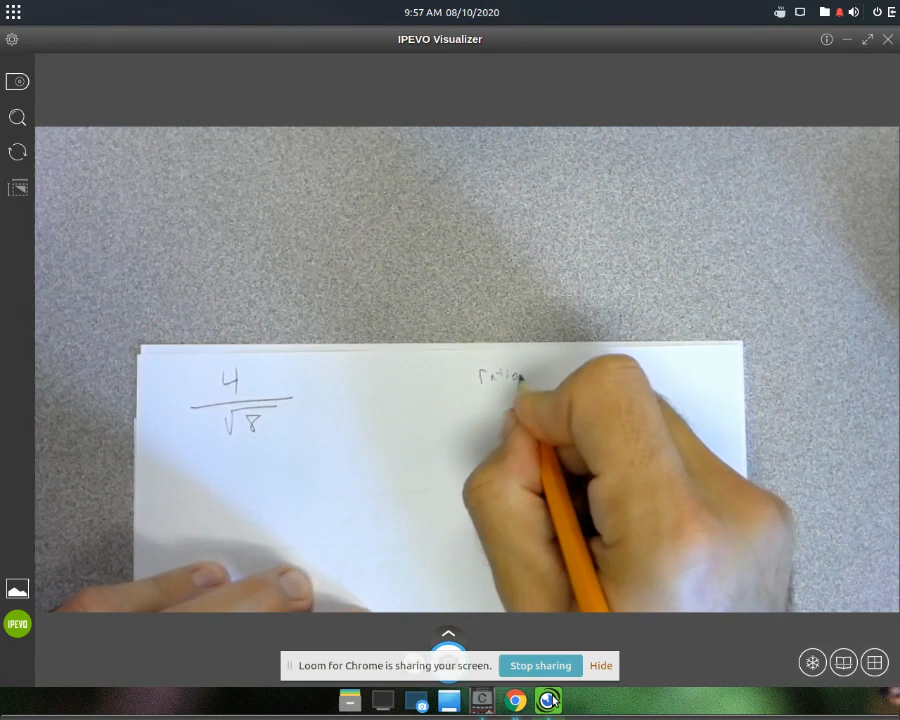 9:57 AM 08/10/2020
IPEVO Visualizer
4
√8
ratio
IPEVO
Loom for Chrome is sharing your screen. Stop sharing Hide